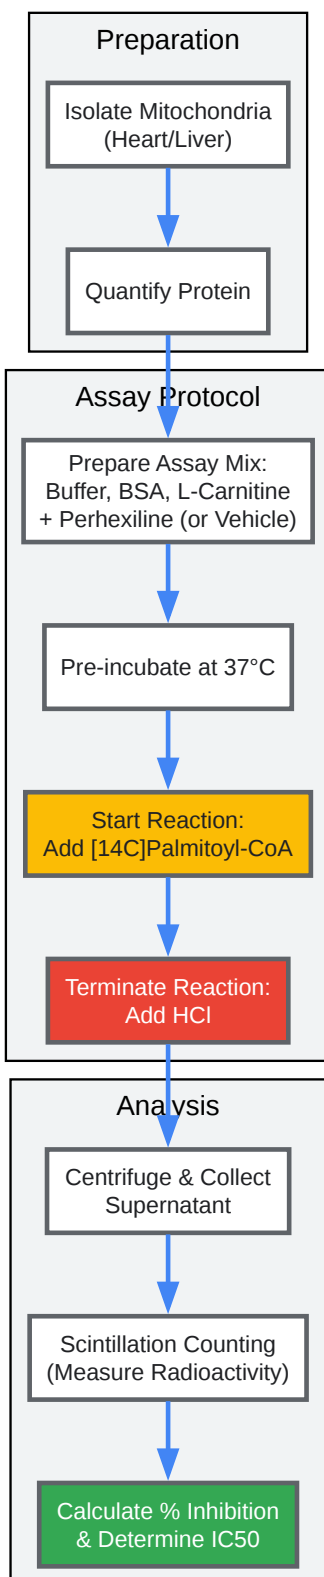 Preparation
Isolate Mitochondria
(Heart/Liver)
Quantify Protein
Assay Protocol
Prepare Assay Mix:
Buffer, BSA, L-Carnitine
+ Perhexiline (or Vehicle)
Pre-incubate at 37°C
Start Reaction:
Add [14C]Palmitoyl-CoA
Terminate Reaction:
Add HCl
Analysis
Centrifuge & Collect
Supernatant
Scintillation Counting
(Measure Radioactivity)
Calculate % Inhibition
& Determine IC50